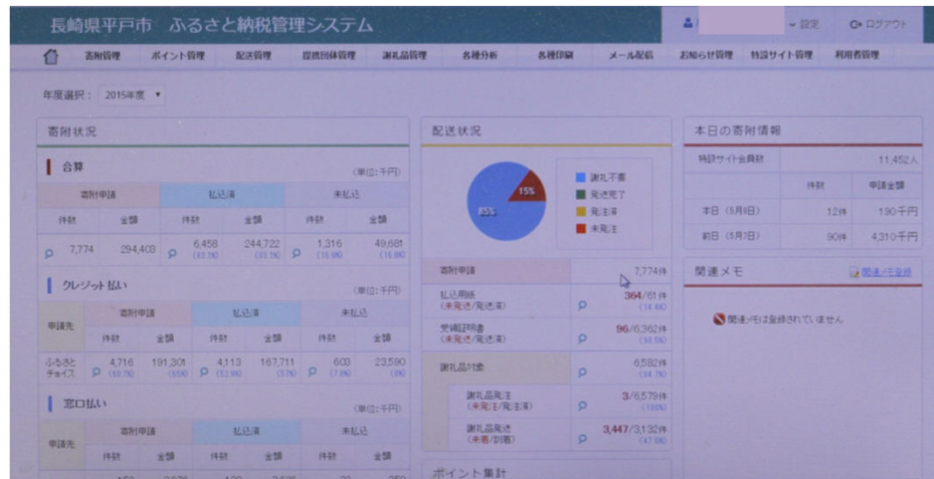 長崎県平戸市 ふるさと納税管理システム
設定
ログアウト
寄附管理 ポイント管理 配送管理 提携団体管理 謝礼品管理 各種分析 各種印刷 メール配信 お知らせ管理 特設サイト管理 利用者管理
年度選択： 2015年度
寄附状況
合算
(単位:千円)
寄附申請 払込済 未払込
件数 金額 件数 金額 件数 金額
7,774 294,403 6,458 244,722 1,316 49,681
クレジット払い
(単位:千円)
申請先 寄附申請 払込済 未払込
件数 金額 件数 金額 件数 金額
ふるさとチョイス 4,716 191,301 4,113 167,711 603 23,590
窓口払い
(単位:千円)
申請先 寄附申請 払込済 未払込
件数 金額 件数 金額 件数 金額
配送状況
85%
15%
謝礼不要
発送完了
発注済
未発注
寄附申請 7,774件
払込用紙 364/61件
(未発送/発送済)
受領証明書 96/6,362件
(未発送/発送済)
謝礼品対象 6,582件
謝礼品発注 3/6,579件
(未発注/発注済)
謝礼品発送 3,447/3,132件
(未着/到着)
ポイント集計
本日の寄附情報
特設サイト会員数 11,452人
件数 申請金額
本日 (5月8日) 12件 190千円
前日 (5月7日) 90件 4,310千円
関連メモ
関連メモ登録
関連メモは登録されていません